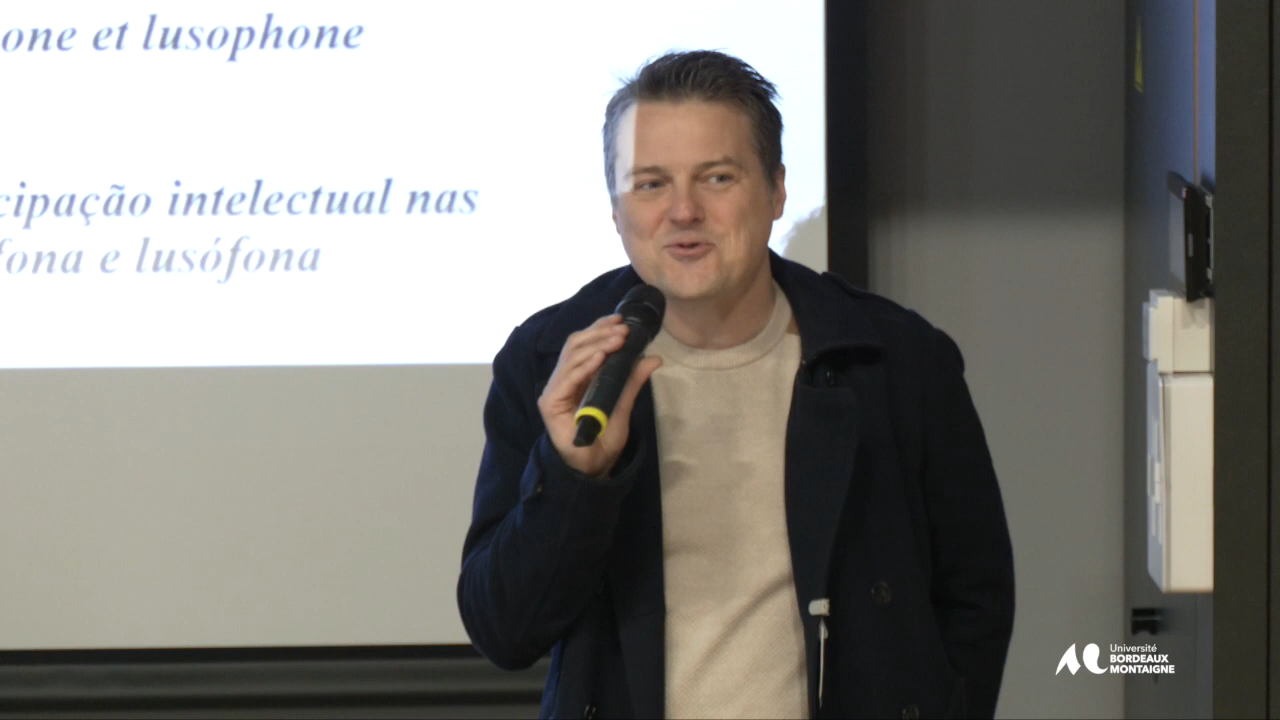 one et lusophone
cipação intelectual nas
fona e lusófona
Université
BORDEAUX
MONTAIGNE